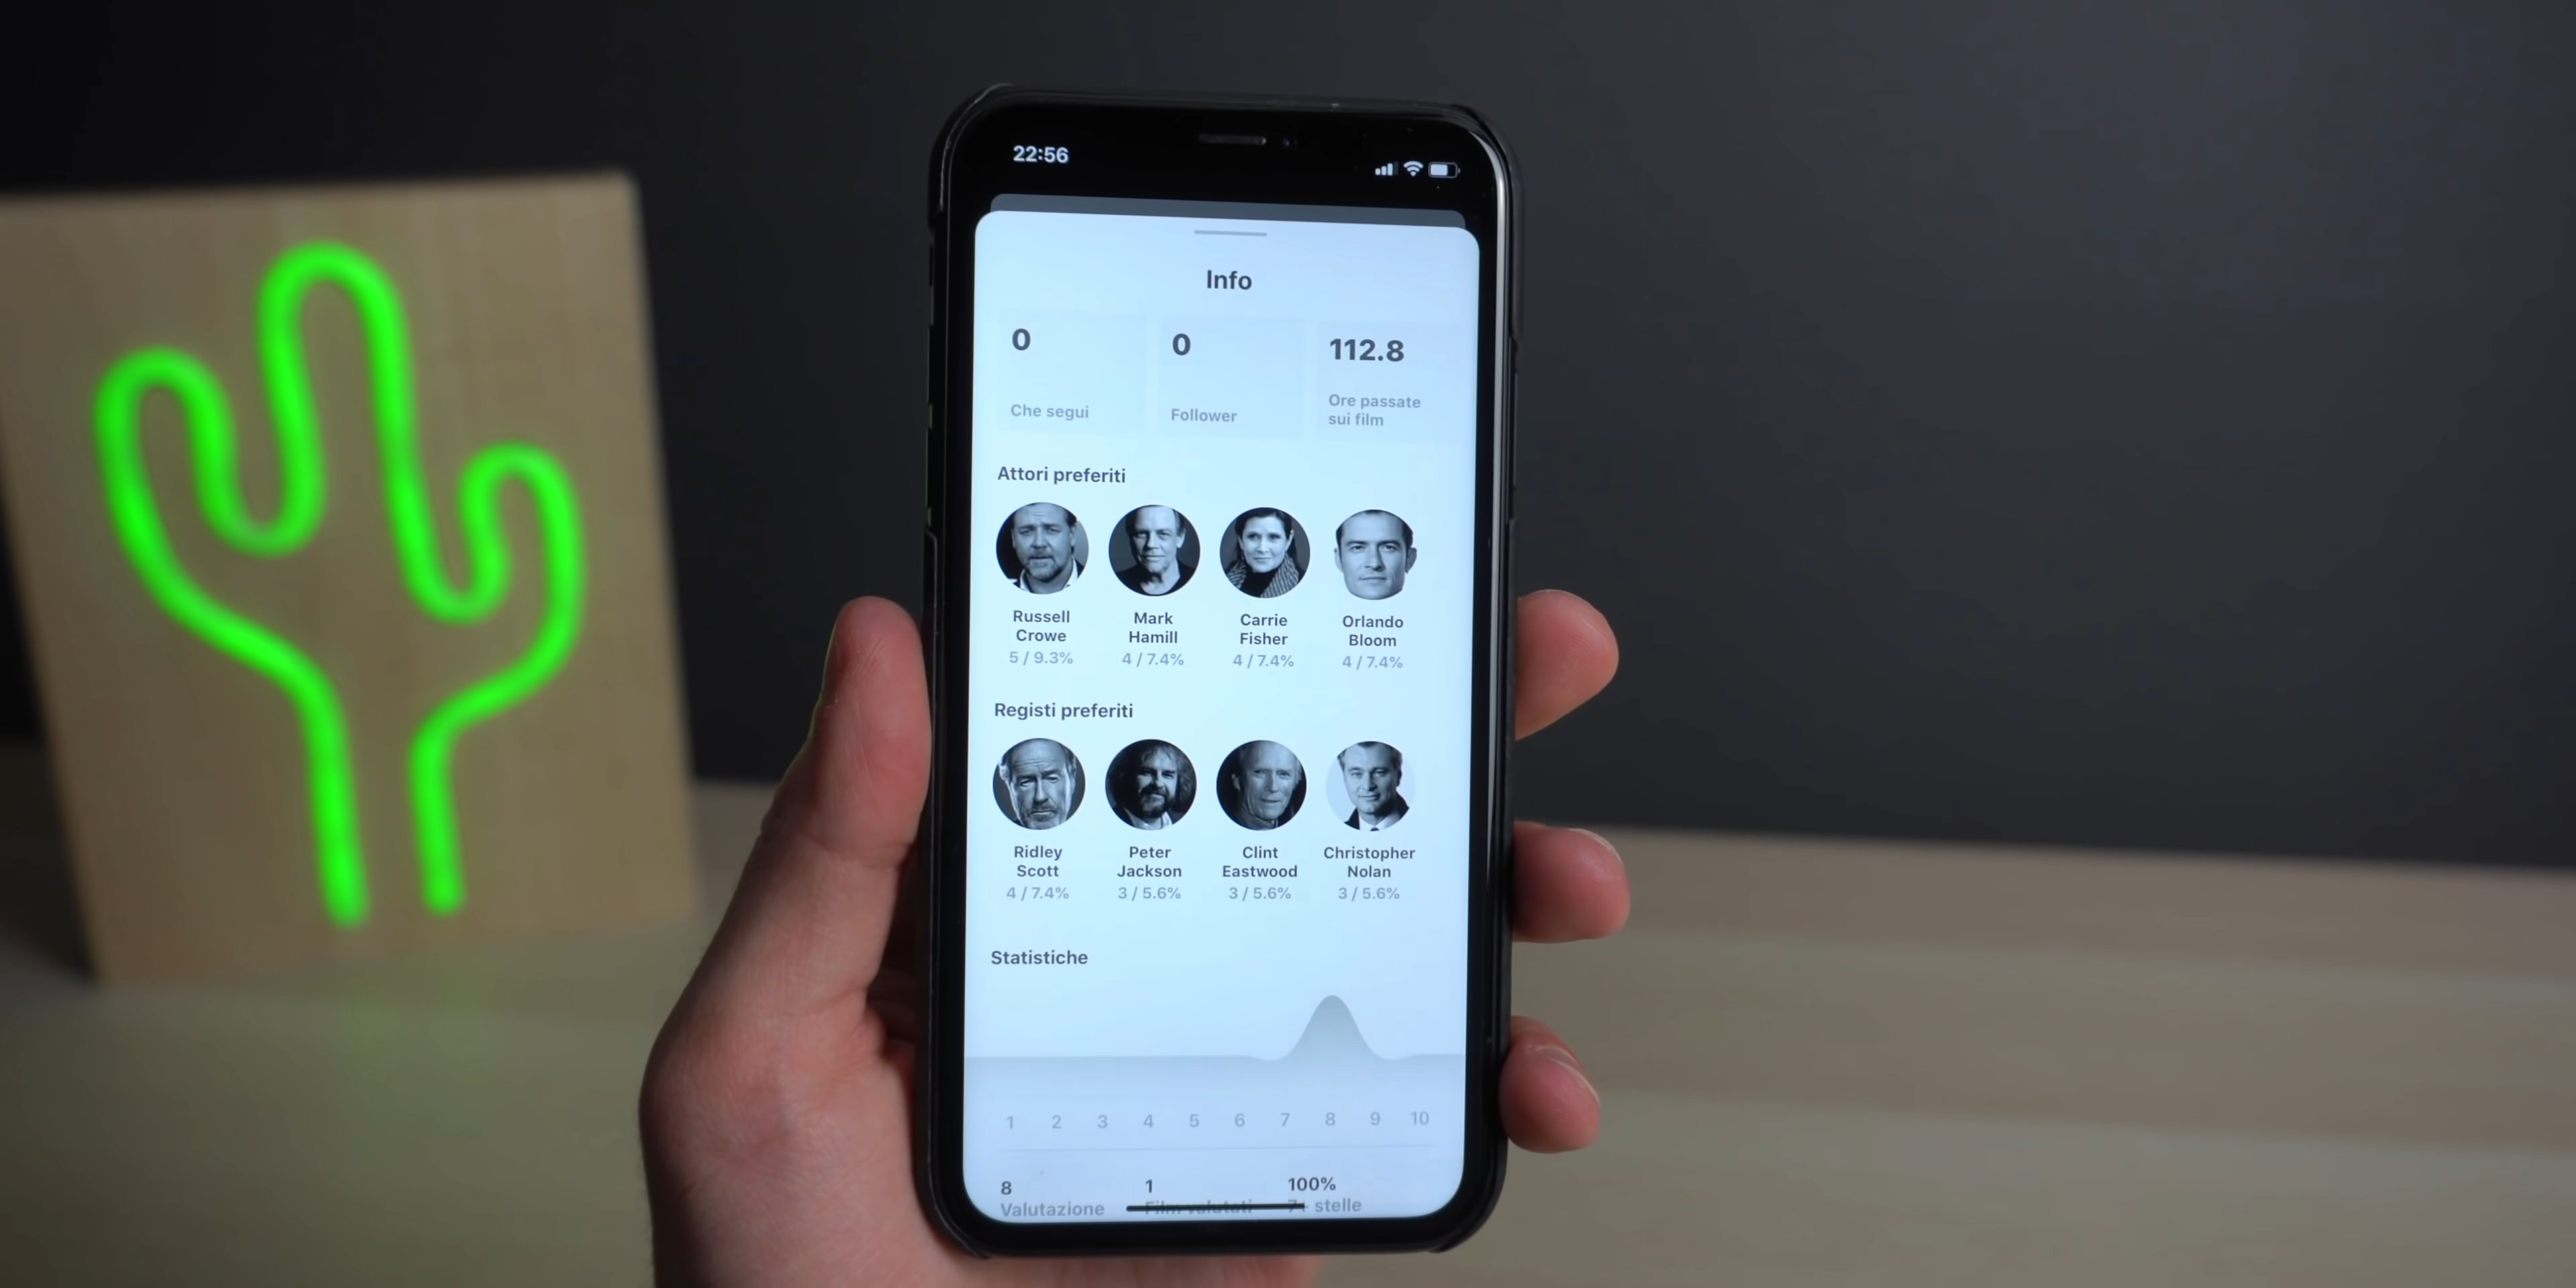 22:56
Info
0
0
112.8
Che segui
Follower
Ore passate
sui film
Attori preferiti
Russell
Crowe
5 / 9.3%
Mark
Hamill
4 / 7.4%
Carrie
Fisher
4 / 7.4%
Orlando
Bloom
4 / 7.4%
Registi preferiti
Ridley
Scott
4 / 7.4%
Peter
Jackson
3 / 5.6%
Clint
Eastwood
3 / 5.6%
Christopher
Nolan
3 / 5.6%
Statistiche
1 2 3 4 5 6 7 8 9 10
8
1
100%
Valutazione
Film valutati
7+ stelle